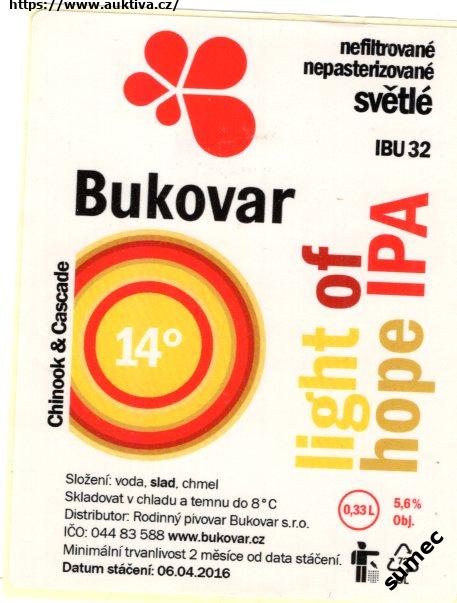 https://www.auktiva.cz/
nefiltrované
nepasterizované
světlé
IBU 32
Bukovar
Chinook & Cascade
14°
light of
hope IPA
Složení: voda, slad, chmel
Skladovat v chladu a temnu do 8°C
Distributor: Rodinný pivovar Bukovar s.r.o.
IČO: 044 83 588 www.bukovar.cz
Minimální trvanlivost 2 měsíce od data stáčení.
Datum stáčení: 06.04.2016
0,33 L
5,6%
Obj.
sumec